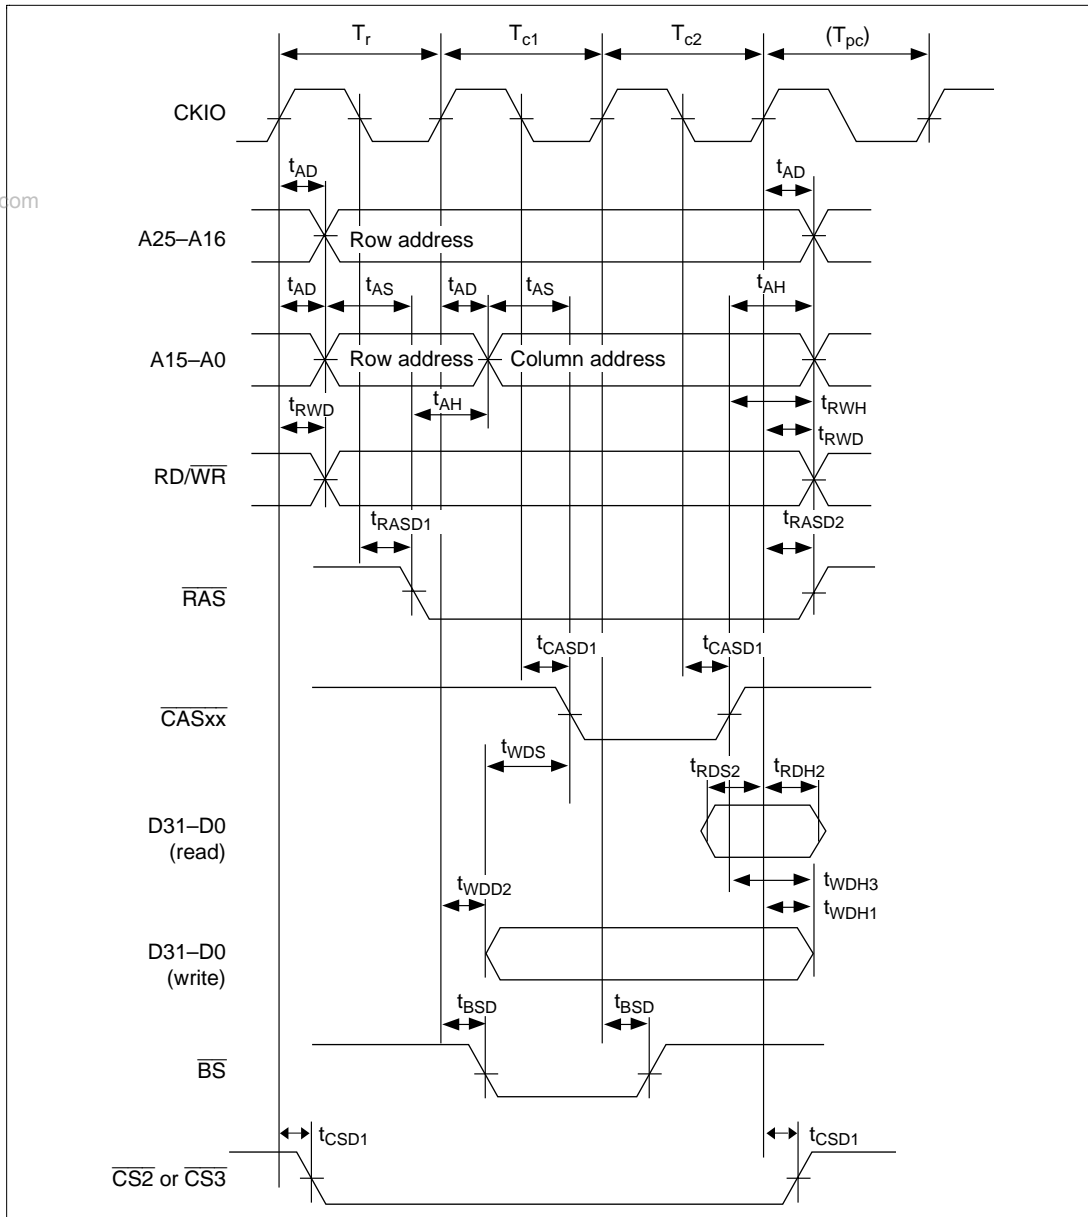 Tr Tc1 Tc2 (Tpc)
CKIO
tAD tAD
com
A25–A16 Row address
tAD tAS tAD tAS tAH
A15–A0 Row address Column address
tAH tRWH
tRWD tRWD
RD/WR
tRASD1 tRASD2
RAS
tCASD1 tCASD1
CASxx
tWDS
tRDS2 tRDH2
D31–D0
(read)
tWDH3
tWDD2 tWDH1
D31–D0
(write)
tBSD tBSD
BS
tCSD1 tCSD1
CS2 or CS3